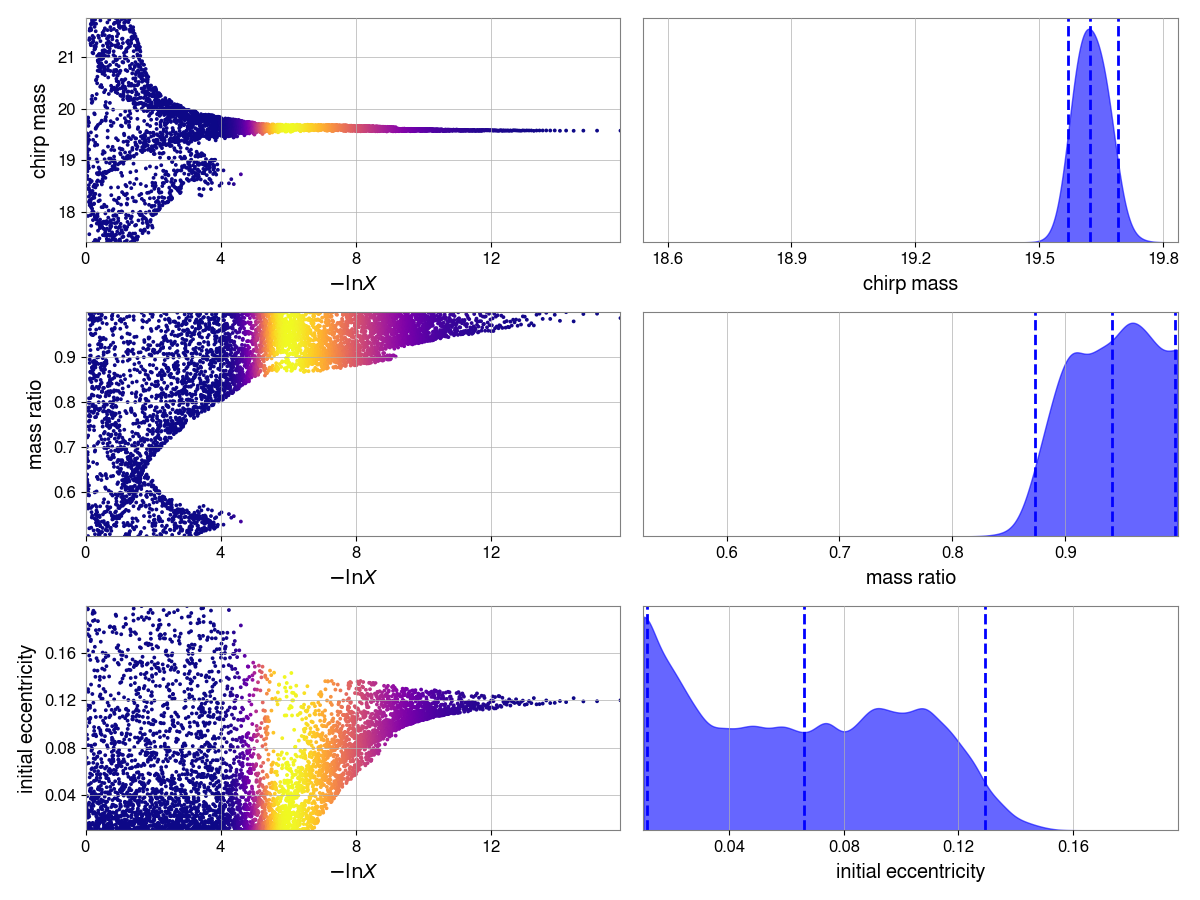 21
20
19
18
chirp mass
0 4 8 12
−lnX
18.6 18.9 19.2 19.5 19.8
chirp mass
0.9
0.8
0.7
0.6
mass ratio
0 4 8 12
−lnX
0.6 0.7 0.8 0.9
mass ratio
0.16
0.12
0.08
0.04
initial eccentricity
0 4 8 12
−lnX
0.04 0.08 0.12 0.16
initial eccentricity